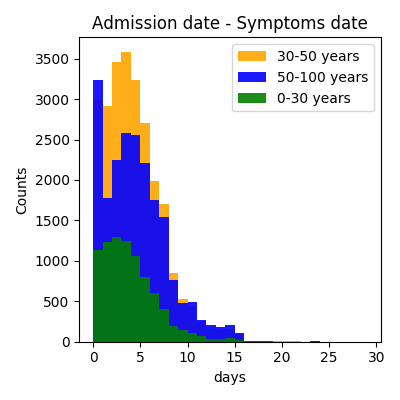 Admission date - Symptoms date
30-50 years
50-100 years
0-30 years
3500
3000
2500
2000
1500
1000
500
0
Counts
0 5 10 15 20 25 30
days